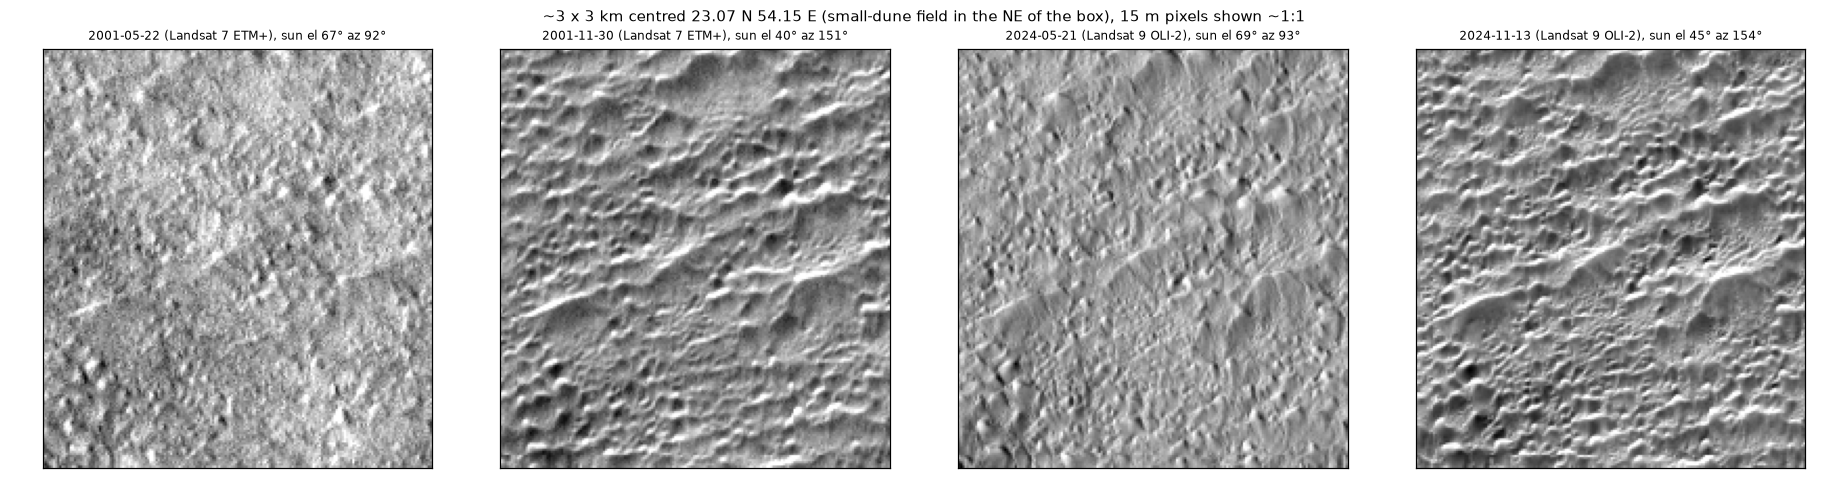 ~3 x 3 km centred 23.07 N 54.15 E (small-dune field in the NE of the box), 15 m pixels shown ~1:1
2001-05-22 (Landsat 7 ETM+), sun el 67° az 92°
2001-11-30 (Landsat 7 ETM+), sun el 40° az 151°
2024-05-21 (Landsat 9 OLI-2), sun el 69° az 93°
2024-11-13 (Landsat 9 OLI-2), sun el 45° az 154°